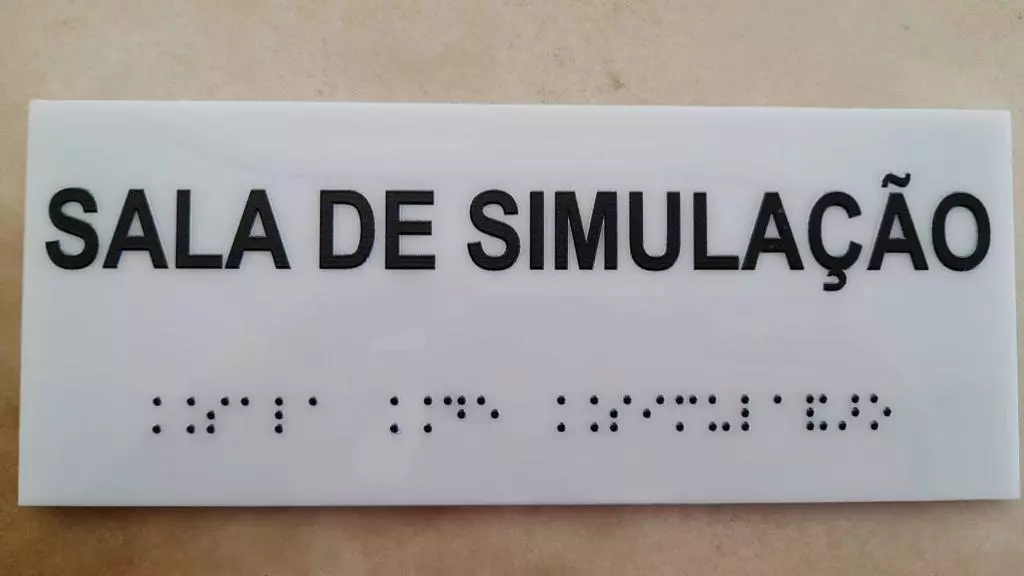 SALA DE SIMULAÇÃO
⠨⠨⠎⠁⠇⠁ ⠨⠨⠙⠑ ⠨⠨⠎⠊⠍⠥⠇⠁⠯⠜⠕